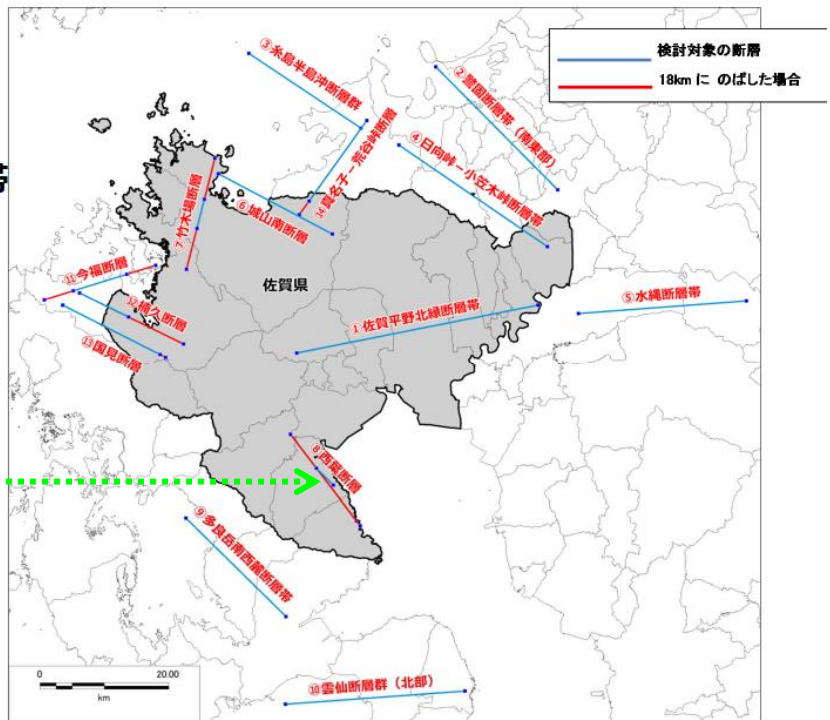 検討対象の断層
18km に のばした場合
③糸島半島沖断層群
②警固断層帯（南東部）
④日向峠－小笠木峠断層帯
⑭真名子－荒谷峠断層
⑥城山南断層
⑦竹木場断層
⑪今福断層
佐賀県
⑫楠久断層
⑤水縄断層帯
①佐賀平野北縁断層帯
⑬国見断層
⑧西葉断層
⑨多良岳南西麓断層帯
⑩雲仙断層群（北部）
0 20.00
km